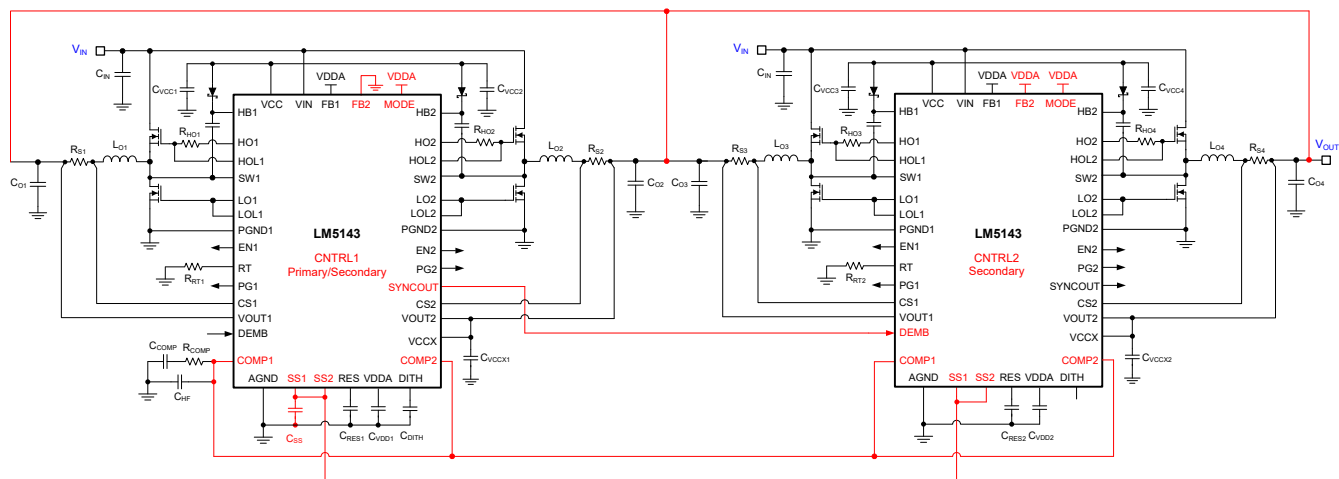 VIN
CIN
CVCC1
VDDA
VDDA
CVCC2
VCC
VIN
FB1
FB2
MODE
HB1
HB2
RHO1
HO1
HO2
RHO2
RS1
LO1
HOL1
HOL2
LO2
RS2
SW1
SW2
CO1
LO1
LO2
CO2
LOL1
LOL2
PGND1
LM5143
PGND2
EN1
CNTRL1
EN2
RT
Primary/Secondary
PG2
RRT1
PG1
SYNCOUT
CS1
CS2
VOUT1
VOUT2
DEMB
VCCX
CCOMP
RCOMP
COMP1
COMP2
CVCCX1
CHF
AGND
SS1
SS2
RES
VDDA
DITH
CSS
CRES1
CVDD1
CDITH
VIN
CIN
CVCC3
VDDA
VDDA
VDDA
CVCC4
VCC
VIN
FB1
FB2
MODE
HB1
HB2
RHO3
HO1
HO2
RHO4
CO3
RS3
LO3
HOL1
HOL2
LO4
RS4
VOUT
SW1
SW2
CO4
LO1
LO2
LOL1
LOL2
PGND1
LM5143
PGND2
EN1
CNTRL2
EN2
RT
Secondary
PG2
RRT2
PG1
SYNCOUT
CS1
CS2
VOUT1
VOUT2
DEMB
VCCX
COMP1
COMP2
CVCCX2
AGND
SS1
SS2
RES
VDDA
DITH
CRES2
CVDD2